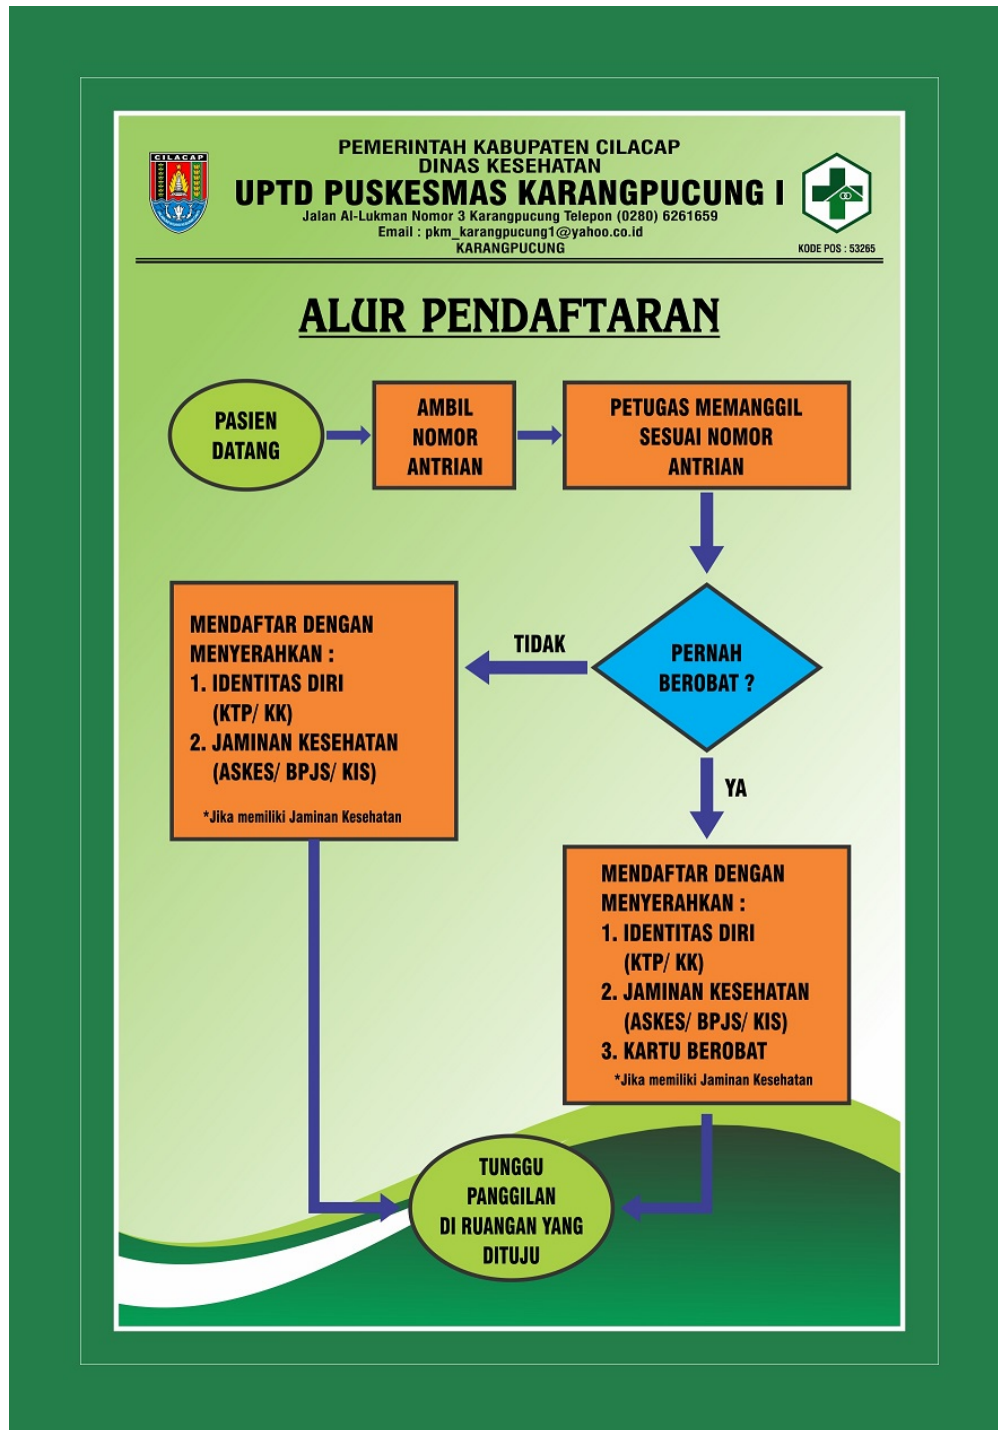 CILACAP
PEMERINTAH KABUPATEN CILACAP
DINAS KESEHATAN
UPTD PUSKESMAS KARANGPUCUNG I
Jalan Al-Lukman Nomor 3 Karangpucung Telepon (0280) 6261659
Email : pkm_karangpucung1@yahoo.co.id
KARANGPUCUNG
KODE POS : 53265
ALUR PENDAFTARAN
PASIEN
DATANG
AMBIL
NOMOR
ANTRIAN
PETUGAS MEMANGGIL
SESUAI NOMOR
ANTRIAN
PERNAH
BEROBAT ?
TIDAK
MENDAFTAR DENGAN
MENYERAHKAN :
1. IDENTITAS DIRI
(KTP/ KK)
2. JAMINAN KESEHATAN
(ASKES/ BPJS/ KIS)
*Jika memiliki Jaminan Kesehatan
YA
MENDAFTAR DENGAN
MENYERAHKAN :
1. IDENTITAS DIRI
(KTP/ KK)
2. JAMINAN KESEHATAN
(ASKES/ BPJS/ KIS)
3. KARTU BEROBAT
*Jika memiliki Jaminan Kesehatan
TUNGGU
PANGGILAN
DI RUANGAN YANG
DITUJU